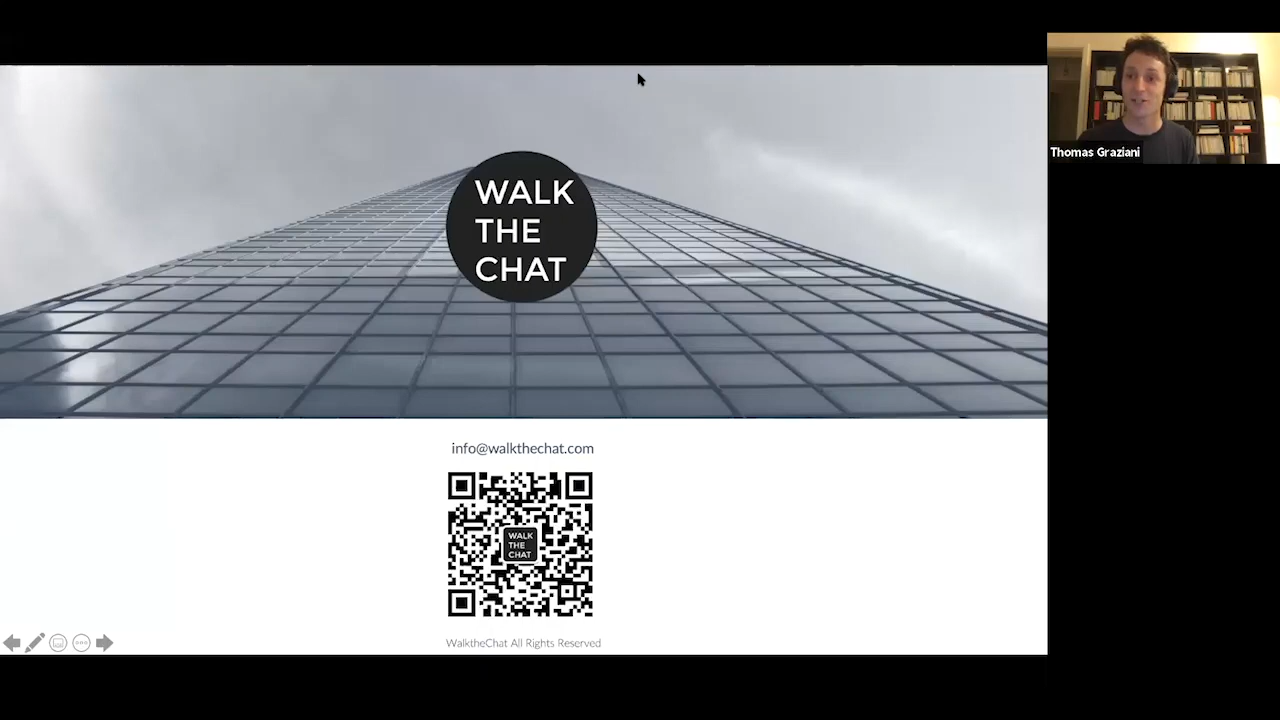 WALK
THE
CHAT
Thomas Graziani
info@walkthechat.com
WALK
THE
CHAT
WalktheChat All Rights Reserved